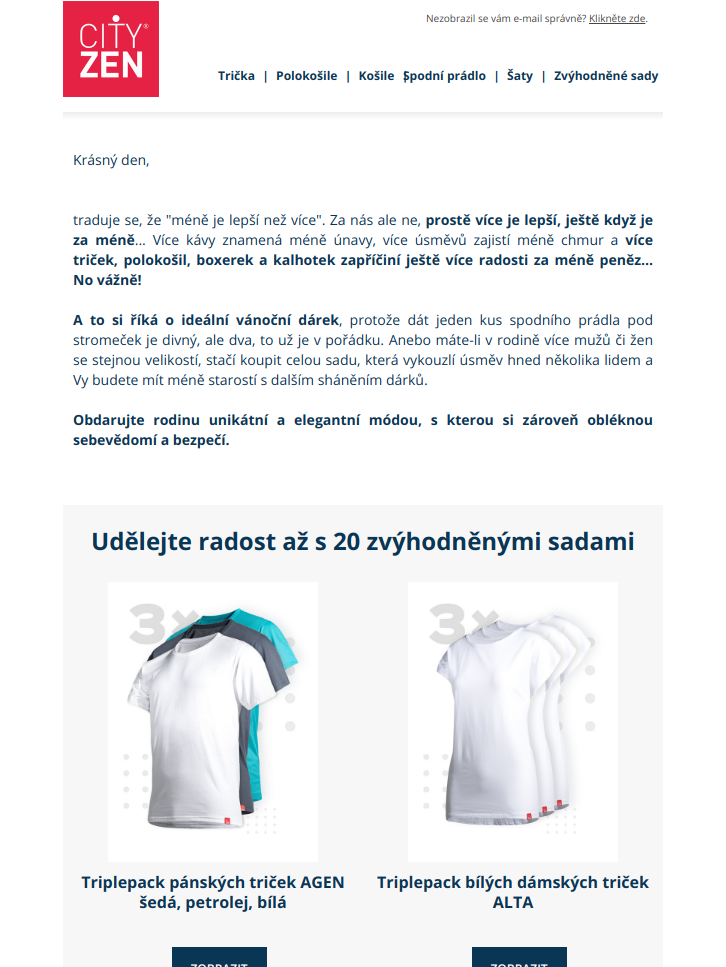 CITY®
ZEN
Nezobrazil se vám e-mail správně? Klikněte zde.
Trička | Polokošile | Košile | Spodní prádlo | Šaty | Zvýhodněné sady
Krásný den,
traduje se, že "méně je lepší než více". Za nás ale ne, prostě více je lepší, ještě když je
za méně... Více kávy znamená méně únavy, více úsměvů zajistí méně chmur a více
triček, polokošil, boxerek a kalhotek zapříčiní ještě více radosti za méně peněz...
No vážně!
A to si říká o ideální vánoční dárek, protože dát jeden kus spodního prádla pod
stromeček je divný, ale dva, to už je v pořádku. Anebo máte-li v rodině více mužů či žen
se stejnou velikostí, stačí koupit celou sadu, která vykouzlí úsměv hned několika lidem a
Vy budete mít méně starostí s dalším sháněním dárků.
Obdarujte rodinu unikátní a elegantní módou, s kterou si zároveň obléknou
sebevědomí a bezpečí.
Udělejte radost až s 20 zvýhodněnými sadami
3x
3x
Triplepack pánských triček AGEN
šedá, petrolej, bílá
Triplepack bílých dámských triček
ALTA
ZOBRAZIT
ZOBRAZIT